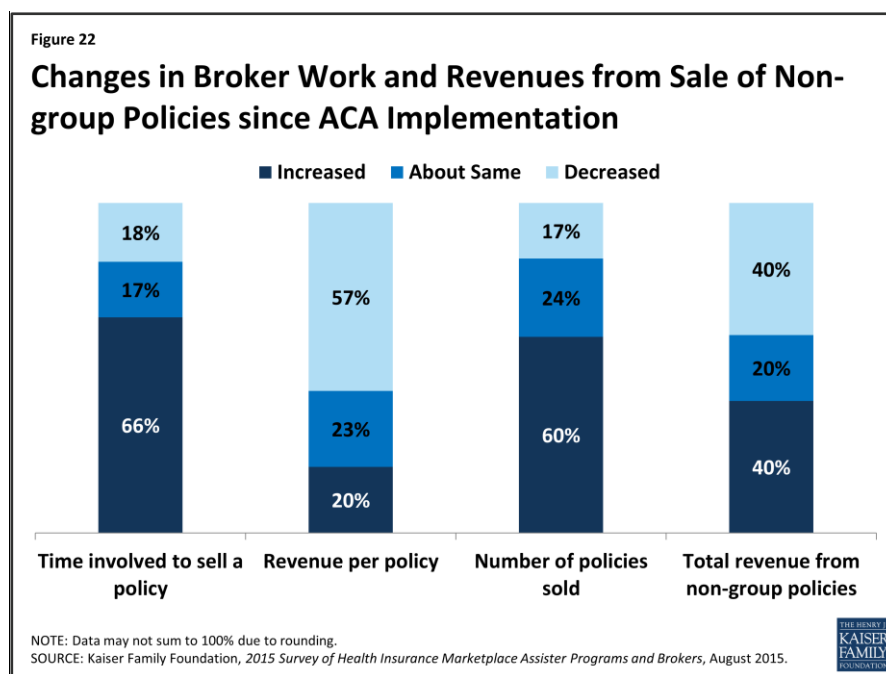 Figure 22
Changes in Broker Work and Revenues from Sale of Non-
group Policies since ACA Implementation
Increased About Same Decreased
18%
17%
66%
57%
23%
20%
17%
24%
60%
40%
20%
40%
Time involved to sell a
policy
Revenue per policy
Number of policies
sold
Total revenue from
non-group policies
NOTE: Data may not sum to 100% due to rounding.
SOURCE: Kaiser Family Foundation, 2015 Survey of Health Insurance Marketplace Assister Programs and Brokers, August 2015.
THE HENRY J.
KAISER
FAMILY
FOUNDATION